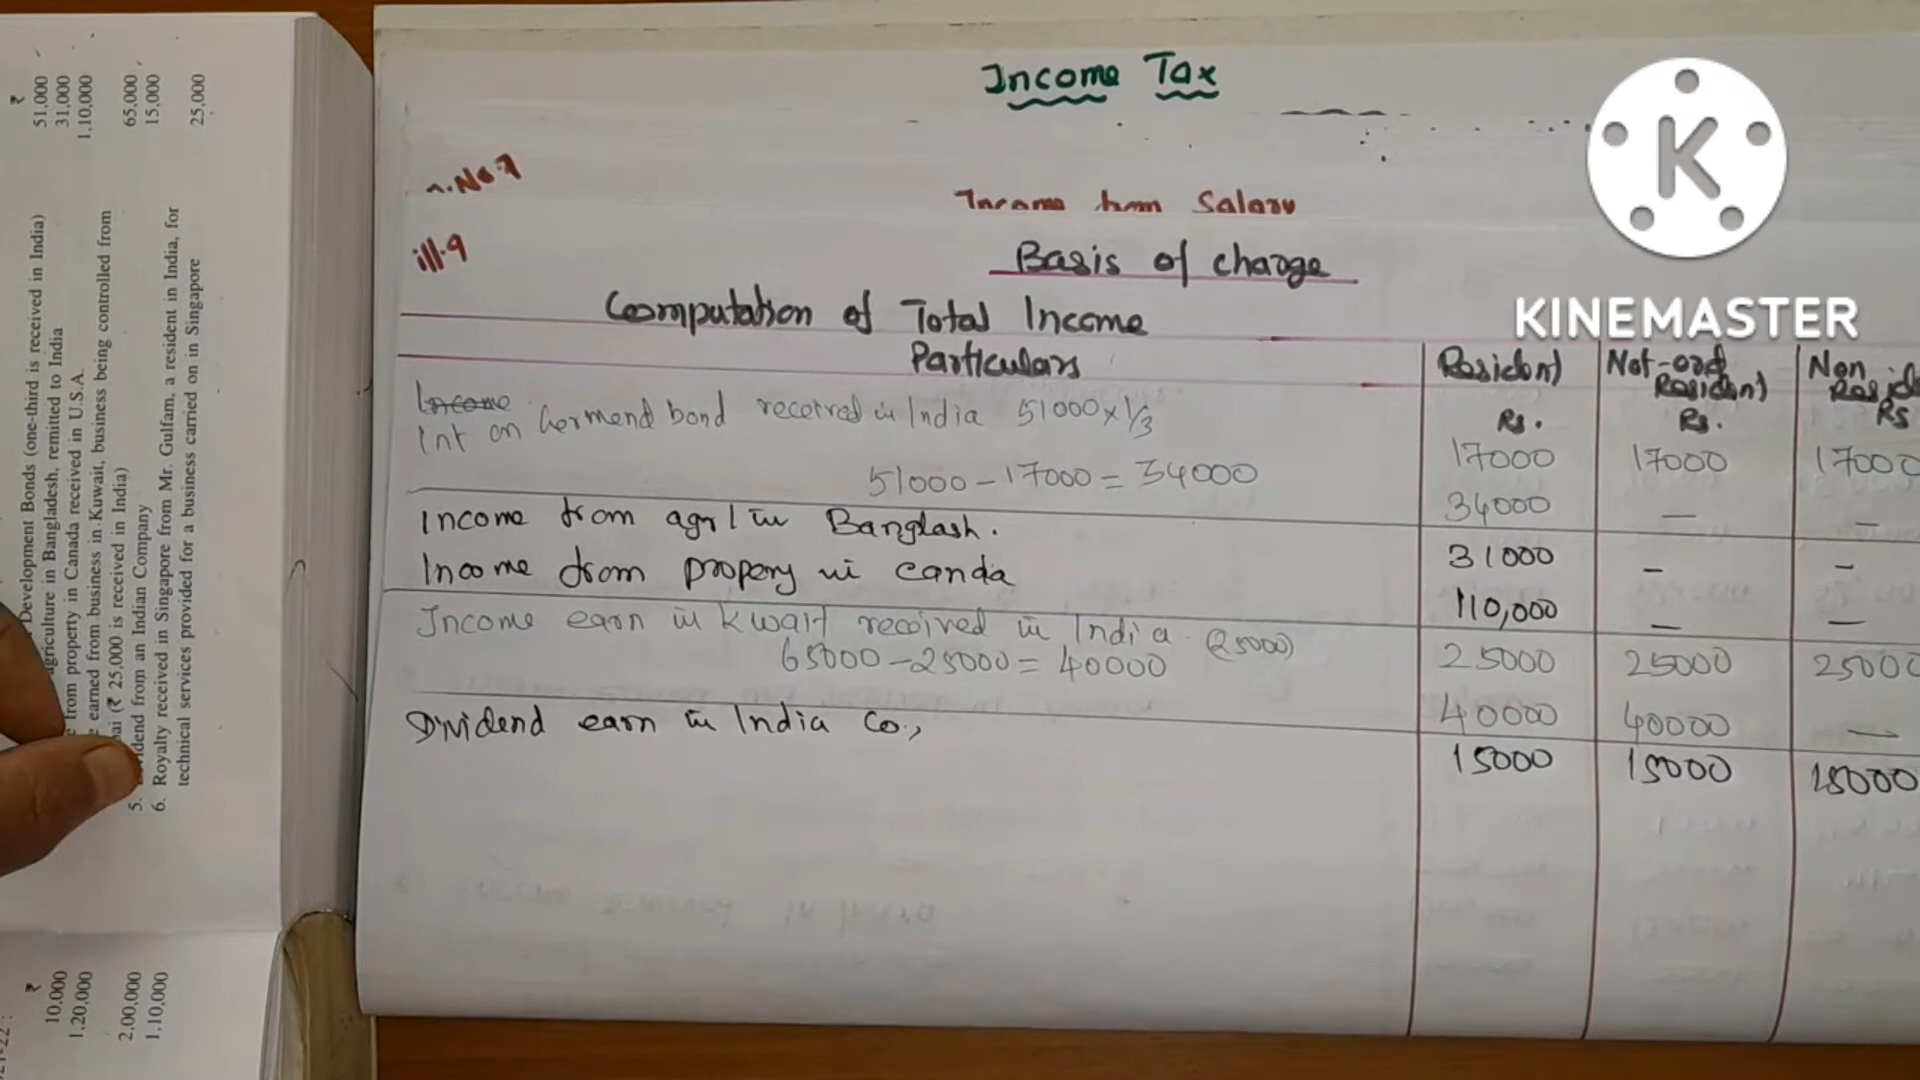 ₹
51,000
31,000
1,10,000
65,000
15,000
25,000
Development Bonds (one-third is received in India)
agriculture in Bangladesh, remitted to India
from property in Canada received in U.S.A.
earned from business in Kuwait, business being controlled from
(₹ 25,000 is received in India)
5. from an Indian Company
6. Royalty received in Singapore from Mr. Gulfam, a resident in India, for
technical services provided for a business carried on in Singapore
₹
10,000
1,20,000
2,00,000
1,10,000
Income Tax
Income from Salary
ill.9
Basis of charge
Computation of Total Income
Particulars
Resident
Rs.
Not-ord
Resident
Rs.
Non
Resid
Rs
Income
Int on Germend bond received in India 51000 x 1/3
17000 17000 17000
51000 - 17000 = 34000
34000 — —
Income from agrl in Banglash.
31000 — —
Income from propery in canda
110,000 — —
Income earn in Kwait received in India. (25000)
25000 25000 25000
65000 - 25000 = 40000
40000 40000 —
Dividend earn in India Co.,
15000 15000 15000
K
KINEMASTER